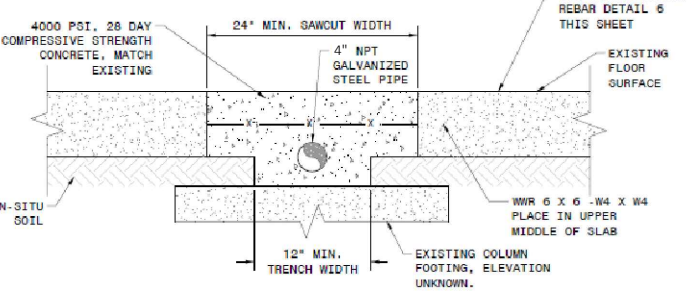 REBAR DETAIL 6
THIS SHEET
4000 PSI, 28 DAY
COMPRESSIVE STRENGTH
CONCRETE, MATCH
EXISTING
24" MIN. SAWCUT WIDTH
4" NPT
GALVANIZED
STEEL PIPE
EXISTING
FLOOR
SURFACE
X
X
X
N-SITU
SOIL
WWR 6 X 6 -W4 X W4
PLACE IN UPPER
MIDDLE OF SLAB
12" MIN.
TRENCH WIDTH
EXISTING COLUMN
FOOTING, ELEVATION
UNKNOWN.